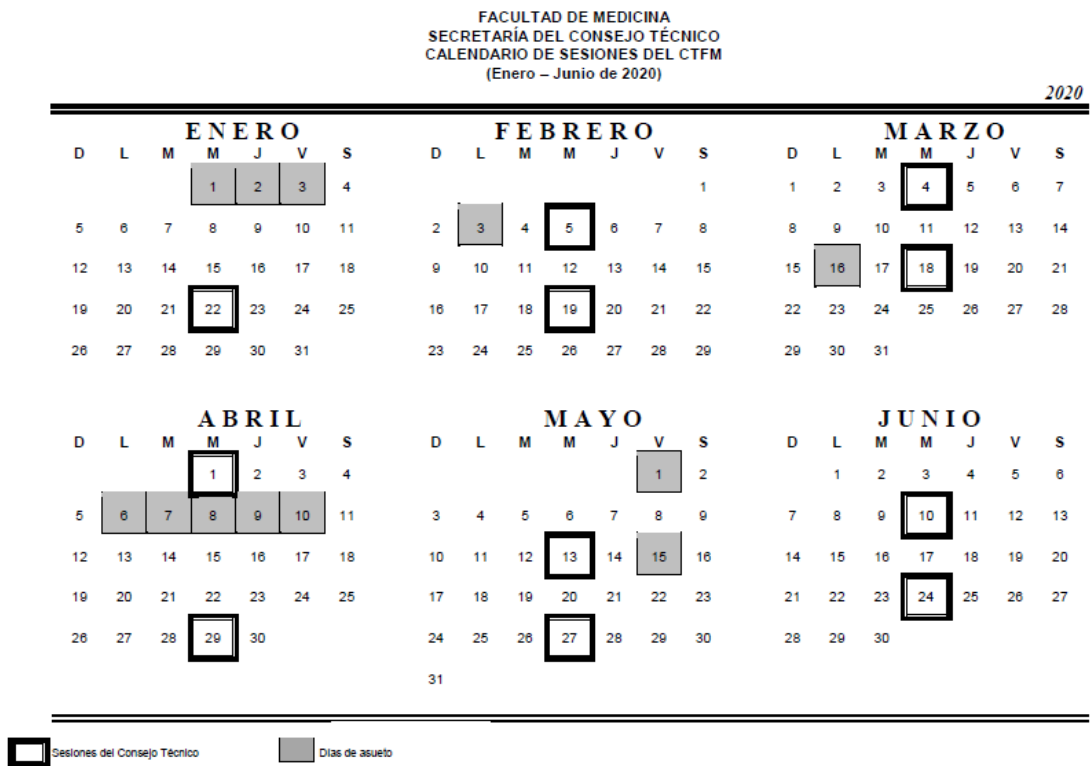 FACULTAD DE MEDICINA
SECRETARÍA DEL CONSEJO TÉCNICO
CALENDARIO DE SESIONES DEL CTFM
(Enero – Junio de 2020)
2020
ENERO
D L M M J V S
1 2 3 4
5 6 7 8 9 10 11
12 13 14 15 16 17 18
19 20 21 22 23 24 25
26 27 28 29 30 31
FEBRERO
D L M M J V S
1
2 3 4 5 6 7 8
9 10 11 12 13 14 15
16 17 18 19 20 21 22
23 24 25 26 27 28 29
MARZO
D L M M J V S
1 2 3 4 5 6 7
8 9 10 11 12 13 14
15 16 17 18 19 20 21
22 23 24 25 26 27 28
29 30 31
ABRIL
D L M M J V S
1 2 3 4
5 6 7 8 9 10 11
12 13 14 15 16 17 18
19 20 21 22 23 24 25
26 27 28 29 30
MAYO
D L M M J V S
1 2
3 4 5 6 7 8 9
10 11 12 13 14 15 16
17 18 19 20 21 22 23
24 25 26 27 28 29 30
31
JUNIO
D L M M J V S
1 2 3 4 5 6
7 8 9 10 11 12 13
14 15 16 17 18 19 20
21 22 23 24 25 26 27
28 29 30
Sesiones del Consejo Técnico
Días de asueto